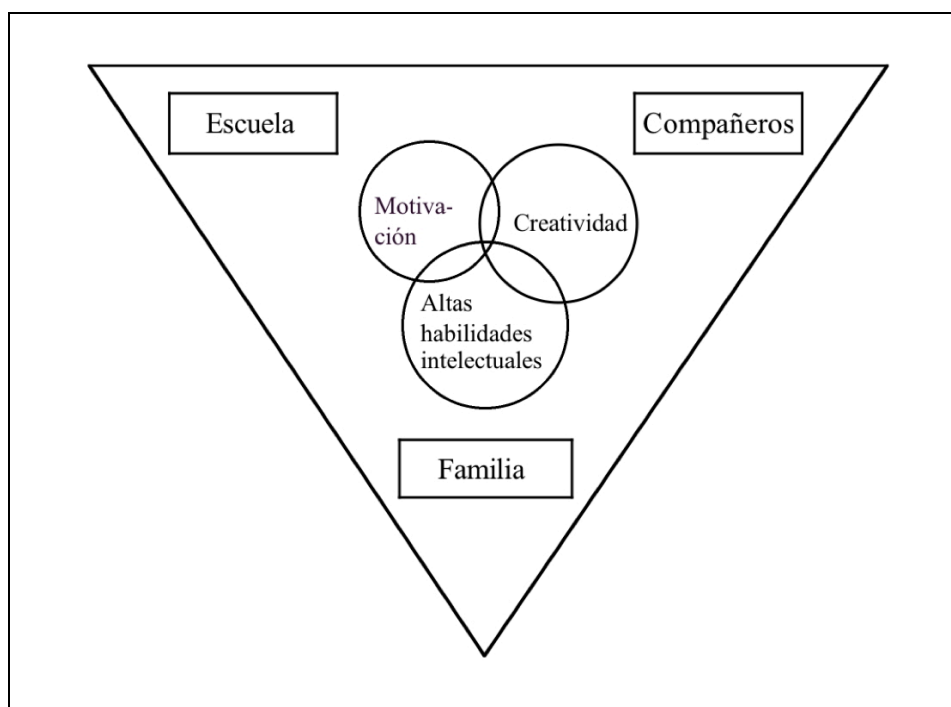 Escuela
Compañeros
Motiva-
ción
Creatividad
Altas
habilidades
intelectuales
Familia